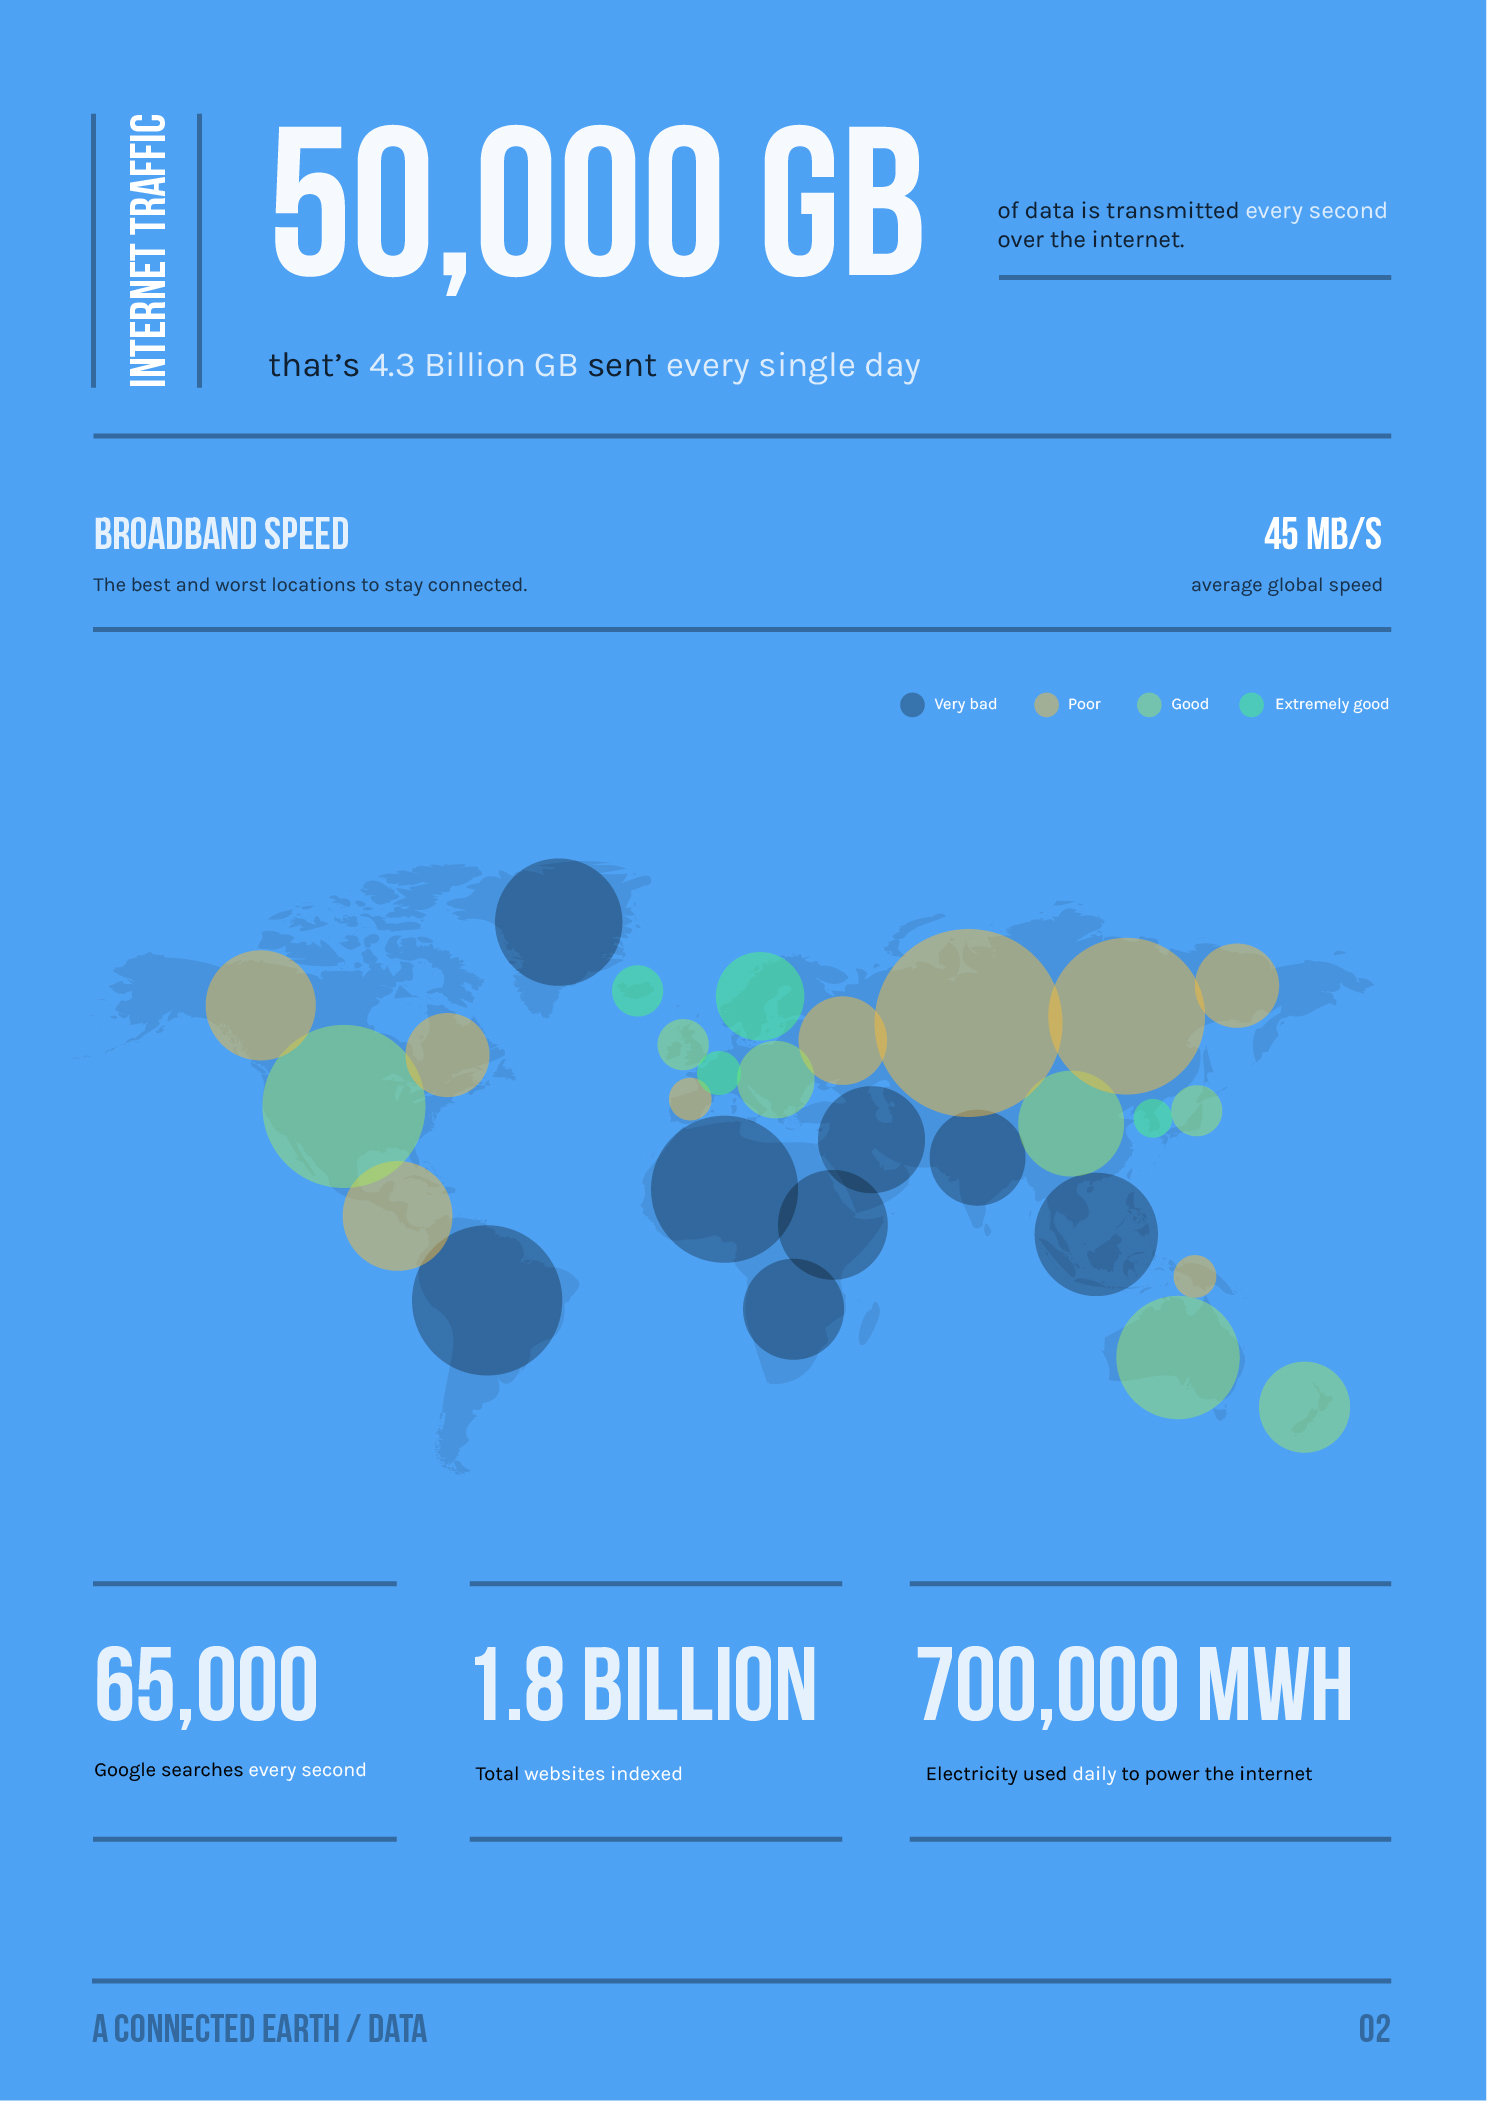 INTERNET TRAFFIC
50,000 GB
of data is transmitted every second
over the internet.
that’s 4.3 Billion GB sent every single day
BROADBAND SPEED
The best and worst locations to stay connected.
45 MB/S
average global speed
Very bad
Poor
Good
Extremely good
65,000
Google searches every second
1.8 BILLION
Total websites indexed
700,000 MWH
Electricity used daily to power the internet
A CONNECTED EARTH / DATA
02